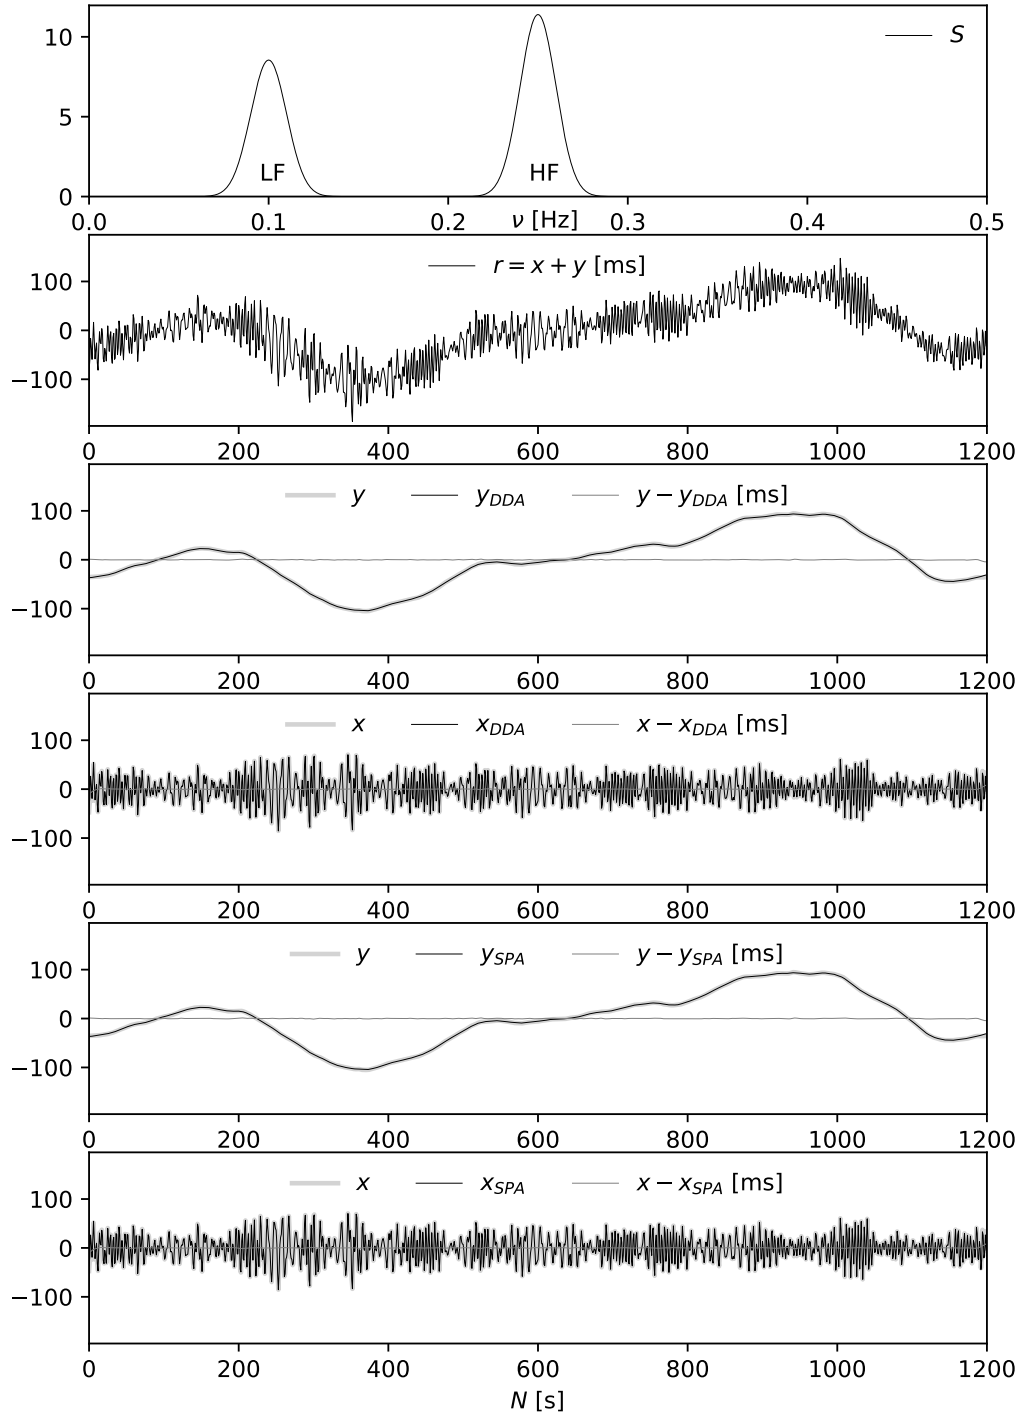 10
5
0
S
LF
HF
0.0 0.1 0.2 0.3 0.4 0.5
ν [Hz]
100
0
−100
r = x + y [ms]
0 200 400 600 800 1000 1200
100
0
−100
y y_DDA y − y_DDA [ms]
0 200 400 600 800 1000 1200
100
0
−100
x x_DDA x − x_DDA [ms]
0 200 400 600 800 1000 1200
100
0
−100
y y_SPA y − y_SPA [ms]
0 200 400 600 800 1000 1200
100
0
−100
x x_SPA x − x_SPA [ms]
0 200 400 600 800 1000 1200
N [s]